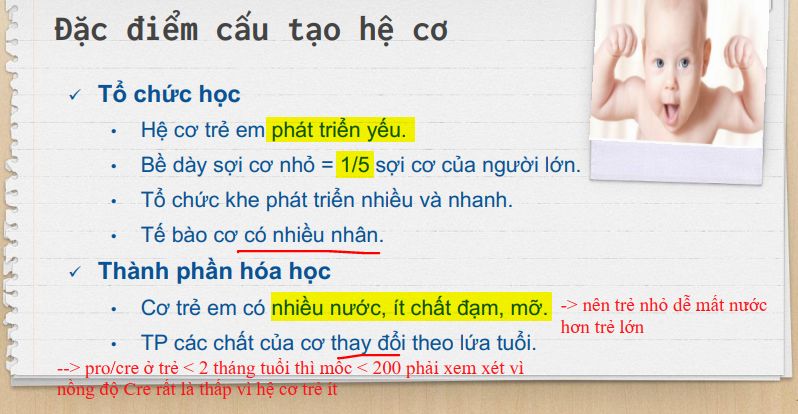 Đặc điểm cấu tạo hệ cơ
✓ Tổ chức học
• Hệ cơ trẻ em phát triển yếu.
• Bề dày sợi cơ nhỏ = 1/5 sợi cơ của người lớn.
• Tổ chức khe phát triển nhiều và nhanh.
• Tế bào cơ có nhiều nhân.
✓ Thành phần hóa học
• Cơ trẻ em có nhiều nước, ít chất đạm, mỡ.
-> nên trẻ nhỏ dễ mất nước
hơn trẻ lớn
• TP các chất của cơ thay đổi theo lứa tuổi.
--> pro/cre ở trẻ < 2 tháng tuổi thì mốc < 200 phải xem xét vì
nồng độ Cre rất là thấp vì hệ cơ trẻ ít